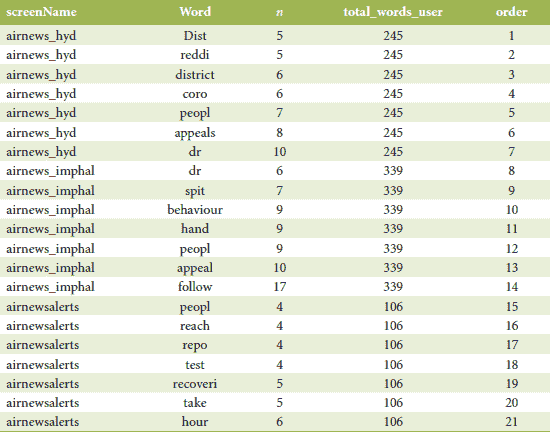 screenName Word n total_words_user order
airnews_hyd Dist 5 245 1
airnews_hyd reddi 5 245 2
airnews_hyd district 6 245 3
airnews_hyd coro 6 245 4
airnews_hyd peopl 7 245 5
airnews_hyd appeals 8 245 6
airnews_hyd dr 10 245 7
airnews_imphal dr 6 339 8
airnews_imphal spit 7 339 9
airnews_imphal behaviour 9 339 10
airnews_imphal hand 9 339 11
airnews_imphal peopl 9 339 12
airnews_imphal appeal 10 339 13
airnews_imphal follow 17 339 14
airnewsalerts peopl 4 106 15
airnewsalerts reach 4 106 16
airnewsalerts repo 4 106 17
airnewsalerts test 4 106 18
airnewsalerts recoveri 5 106 19
airnewsalerts take 5 106 20
airnewsalerts hour 6 106 21